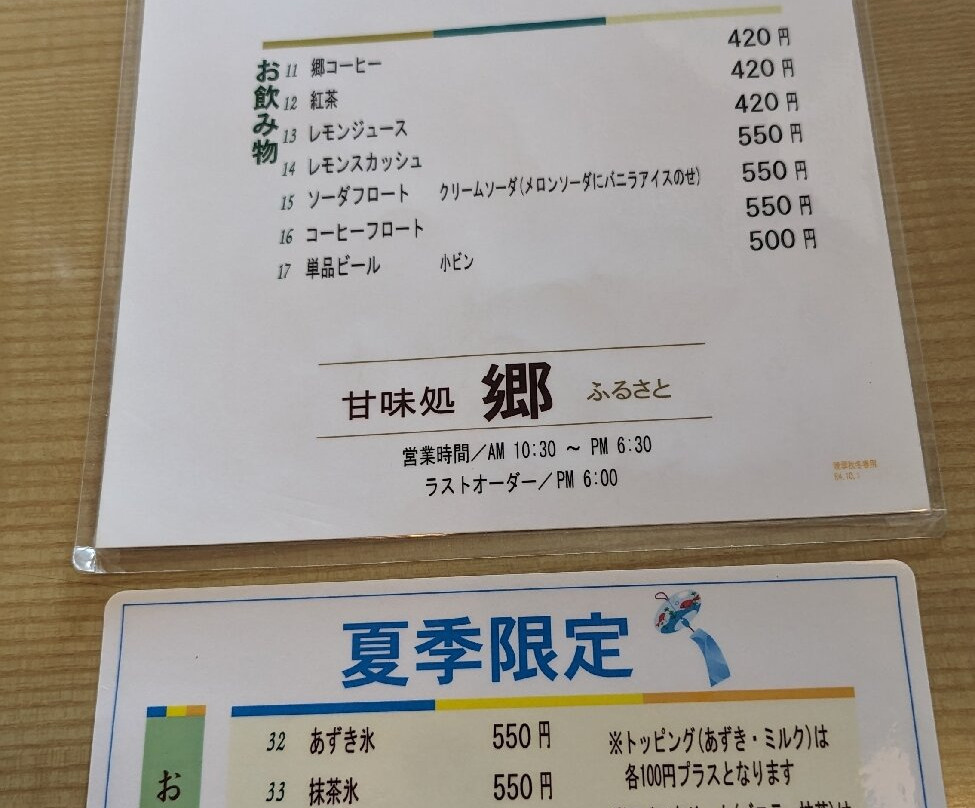 お飲み物
11 郷コーヒー 420円
12 紅茶 420円
13 レモンジュース 420円
14 レモンスカッシュ 550円
15 ソーダフロート クリームソーダ(メロンソーダにバニラアイスのせ) 550円
16 コーヒーフロート 550円
17 単品ビール 小ビン 500円
甘味処 郷 ふるさと
営業時間/AM 10:30 ～ PM 6:30
ラストオーダー/PM 6:00
夏季限定
お
32 あずき氷 550円
33 抹茶氷 550円
※トッピング(あずき・ミルク)は
各100円プラスとなります